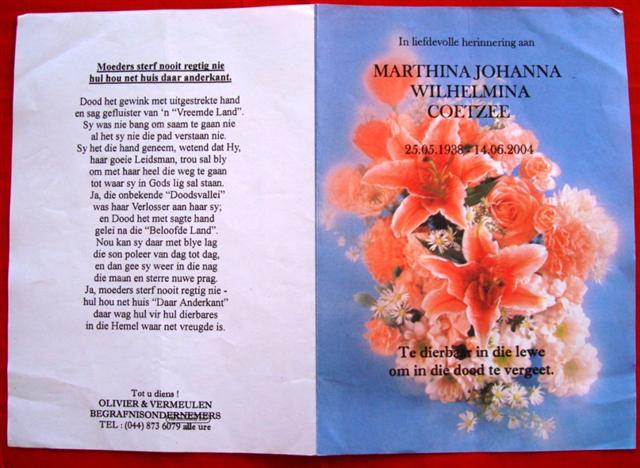 Moeders sterf nooit regtig nie
hul hou net huis daar anderkant.
Dood het gewink met uitgestrekte hand
en sag gefluister van 'n "Vreemde Land".
Sy was nie bang om saam te gaan nie
al het sy nie die pad verstaan nie.
Sy het die hand geneem, wetend dat Hy,
haar goeie Leidsman, trou sal bly
om met haar heel die weg te gaan
tot waar sy in Gods lig sal staan.
Ja, die onbekende "Doodsvallei"
was haar Verlosser aan haar sy;
en Dood het met sagte hand
gelei na die "Beloofde Land".
Nou kan sy daar met blye lag
die son poleer van dag tot dag,
en dan gee sy weer in die nag
die maan en sterre nuwe prag.
Ja, moeders sterf nooit regtig nie -
hul hou net huis "Daar Anderkant"
daar wag hul vir hul dierbares
in die Hemel waar net vreugde is.
Tot u diens !
OLIVIER & VERMEULEN
BEGRAFNISONDERNEMERS
TEL : (044) 873 6079 alle ure
In liefdevolle herinnering aan
MARTHINA JOHANNA
WILHELMINA
COETZEE
25.05.1938 - 14.06.2004
Te dierbaar in die lewe
om in die dood te vergeet.